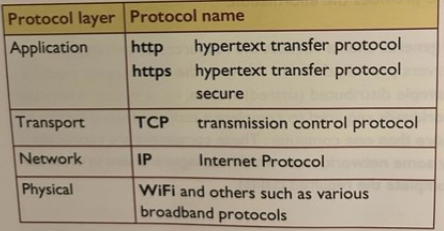 Protocol layer Protocol name
Application http hypertext transfer protocol
https hypertext transfer protocol
secure
Transport TCP transmission control protocol
Network IP Internet Protocol
Physical WiFi and others such as various
broadband protocols